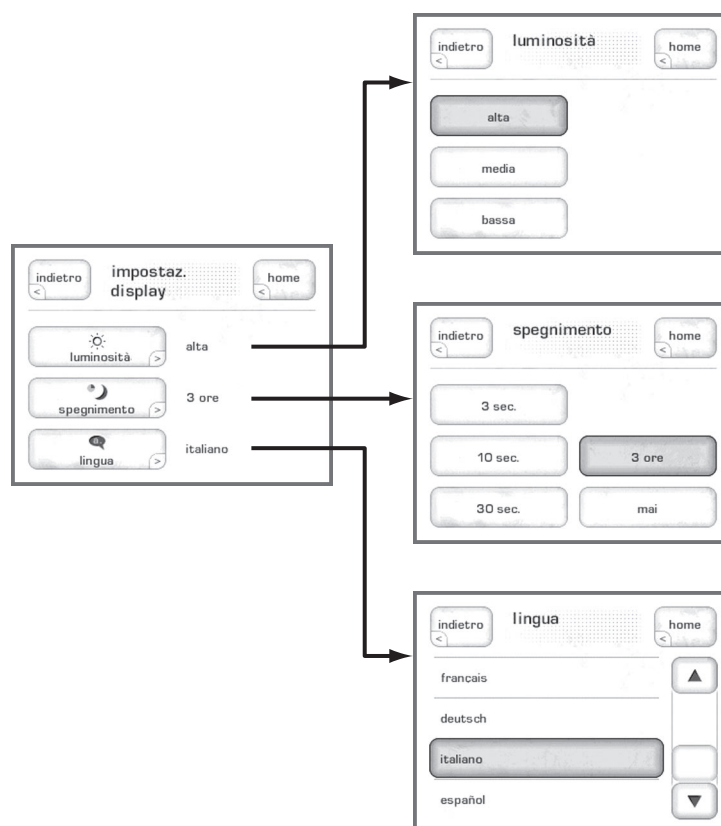 indietro
<
luminosità
home
<
alta
media
bassa
indietro
<
impostaz.
display
home
<
luminosità
>
alta
spegnimento
>
3 ore
lingua
>
italiano
indietro
<
spegnimento
home
<
3 sec.
10 sec.
3 ore
30 sec.
mai
indietro
<
lingua
home
<
français
deutsch
italiano
español